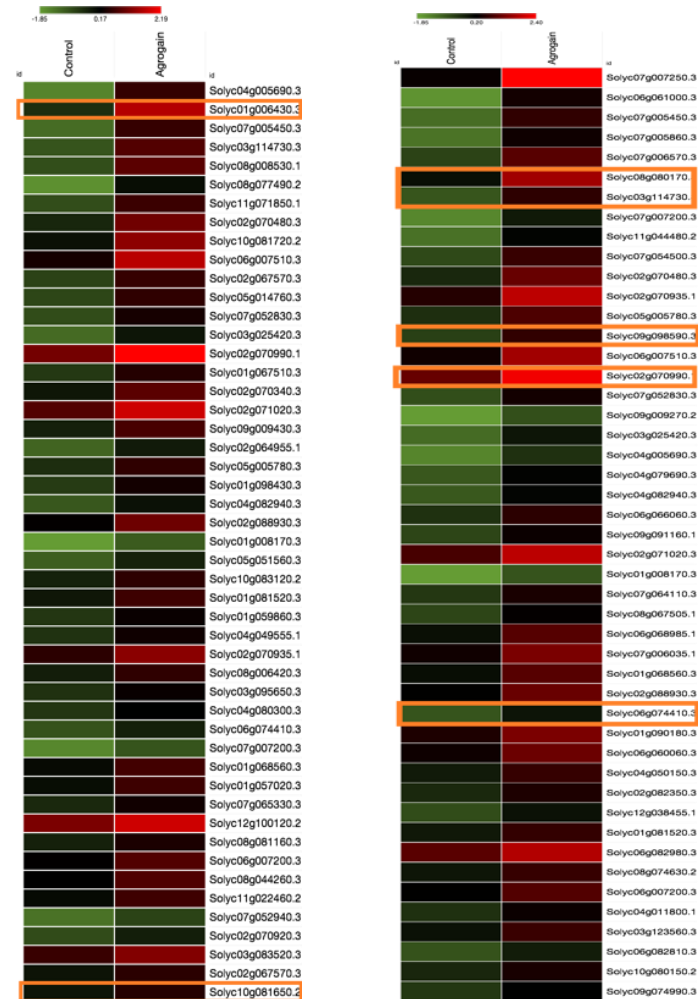 -1.85 0.17 2.19
id Control Agrogain id
Solyc04g005690.3
Solyc01g006430.3
Solyc07g005450.3
Solyc03g114730.3
Solyc08g008530.1
Solyc08g077490.2
Solyc11g071850.1
Solyc02g070480.3
Solyc10g081720.2
Solyc06g007510.3
Solyc02g067570.3
Solyc05g014760.3
Solyc07g052830.3
Solyc03g025420.3
Solyc02g070990.1
Solyc01g067510.3
Solyc02g070340.3
Solyc02g071020.3
Solyc09g009430.3
Solyc02g064955.1
Solyc05g005780.3
Solyc01g098430.3
Solyc04g082940.3
Solyc02g088930.3
Solyc01g008170.3
Solyc05g051560.3
Solyc10g083120.2
Solyc01g081520.3
Solyc01g059860.3
Solyc04g049555.1
Solyc02g070935.1
Solyc08g006420.3
Solyc03g095650.3
Solyc04g080300.3
Solyc06g074410.3
Solyc07g007200.3
Solyc01g068560.3
Solyc01g057020.3
Solyc07g065330.3
Solyc12g100120.2
Solyc08g081160.3
Solyc06g007200.3
Solyc08g044260.3
Solyc11g022460.2
Solyc07g052940.3
Solyc02g070920.3
Solyc03g083520.3
Solyc02g067570.3
Solyc10g081650.2
-1.85 0.20 2.40
id Control Agrogain id
Solyc07g007250.3
Solyc06g061000.3
Solyc07g005450.3
Solyc07g005860.3
Solyc07g006570.3
Solyc08g080170.
Solyc03g114730.
Solyc07g007200.3
Solyc11g044480.2
Solyc07g054500.3
Solyc02g070480.3
Solyc02g070935.1
Solyc05g005780.3
Solyc09g098590.3
Solyc06g007510.3
Solyc02g070990.
Solyc07g052830.3
Solyc09g009270.2
Solyc03g025420.3
Solyc04g005690.3
Solyc04g079690.3
Solyc04g082940.3
Solyc06g066060.3
Solyc09g091160.1
Solyc02g071020.3
Solyc01g008170.3
Solyc07g064110.3
Solyc08g067505.1
Solyc06g068985.1
Solyc07g006035.1
Solyc01g068560.3
Solyc02g088930.3
Solyc06g074410.3
Solyc01g090180.3
Solyc06g060060.3
Solyc04g050150.3
Solyc02g082350.3
Solyc12g038455.1
Solyc01g081520.3
Solyc06g082980.3
Solyc08g074630.2
Solyc06g007200.3
Solyc04g011800.1
Solyc03g123560.3
Solyc06g082810.3
Solyc10g080150.2
Solyc09g074990.3